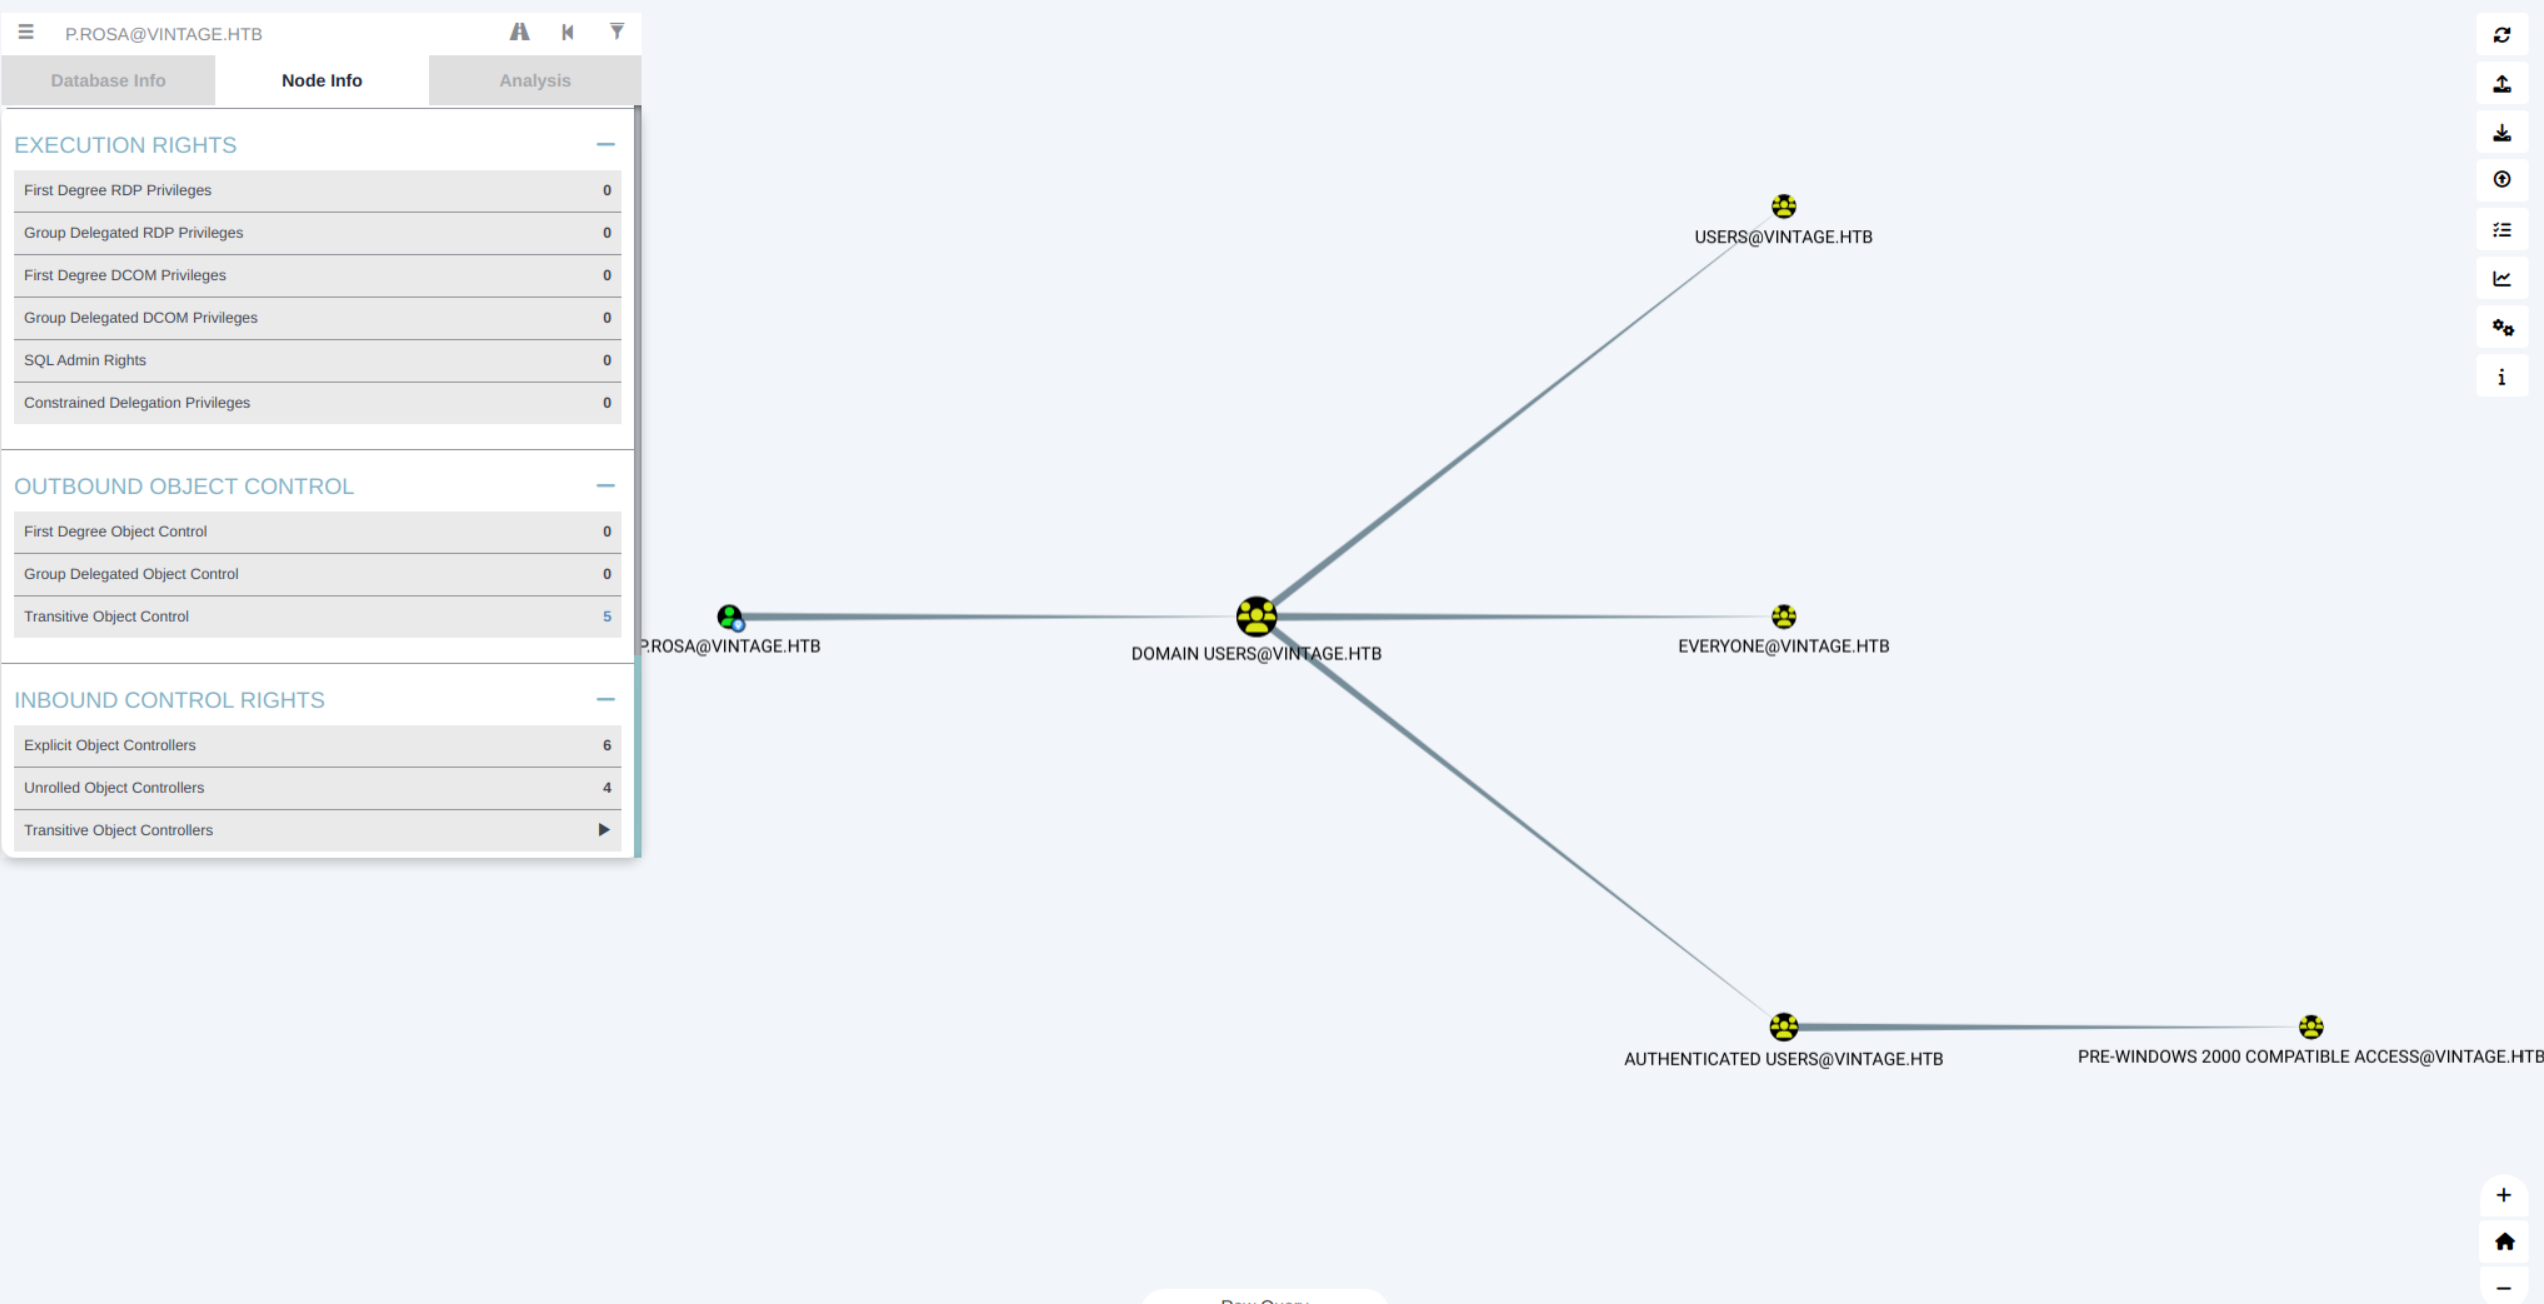 P.ROSA@VINTAGE.HTB
Database Info
Node Info
Analysis
EXECUTION RIGHTS
First Degree RDP Privileges 0
Group Delegated RDP Privileges 0
First Degree DCOM Privileges 0
Group Delegated DCOM Privileges 0
SQL Admin Rights 0
Constrained Delegation Privileges 0
OUTBOUND OBJECT CONTROL
First Degree Object Control 0
Group Delegated Object Control 0
Transitive Object Control 5
INBOUND CONTROL RIGHTS
Explicit Object Controllers 6
Unrolled Object Controllers 4
Transitive Object Controllers
USERS@VINTAGE.HTB
P.ROSA@VINTAGE.HTB
DOMAIN USERS@VINTAGE.HTB
EVERYONE@VINTAGE.HTB
AUTHENTICATED USERS@VINTAGE.HTB
PRE-WINDOWS 2000 COMPATIBLE ACCESS@VINTAGE.HTB